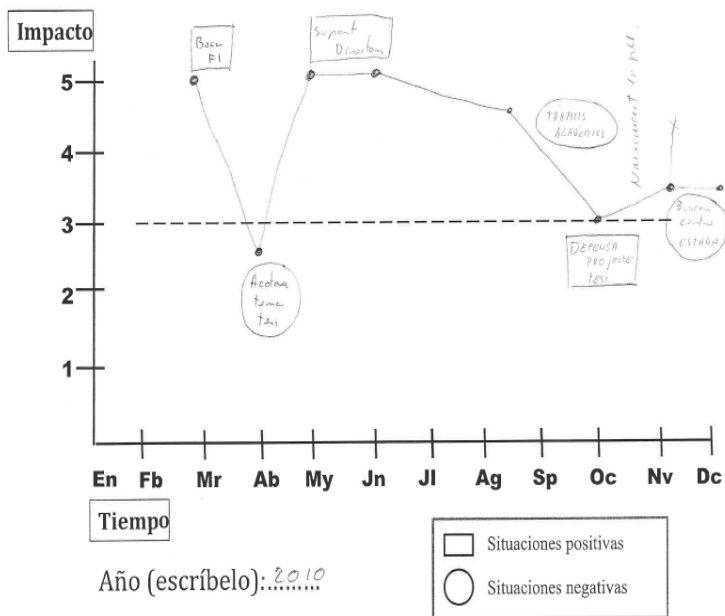 Impacto
Beca
FI
Suport
Director
5
4
3
2
1
TRÀMITS
ACADÈMICS
Naixement
Acotar
tema
tesi
DEFENSA
PROJECTE
TESI
Buscar
centre
ESTADA
En Fb Mr Ab My Jn Jl Ag Sp Oc Nv Dc
Tiempo
Año (escríbelo): 2010
Situaciones positivas
Situaciones negativas